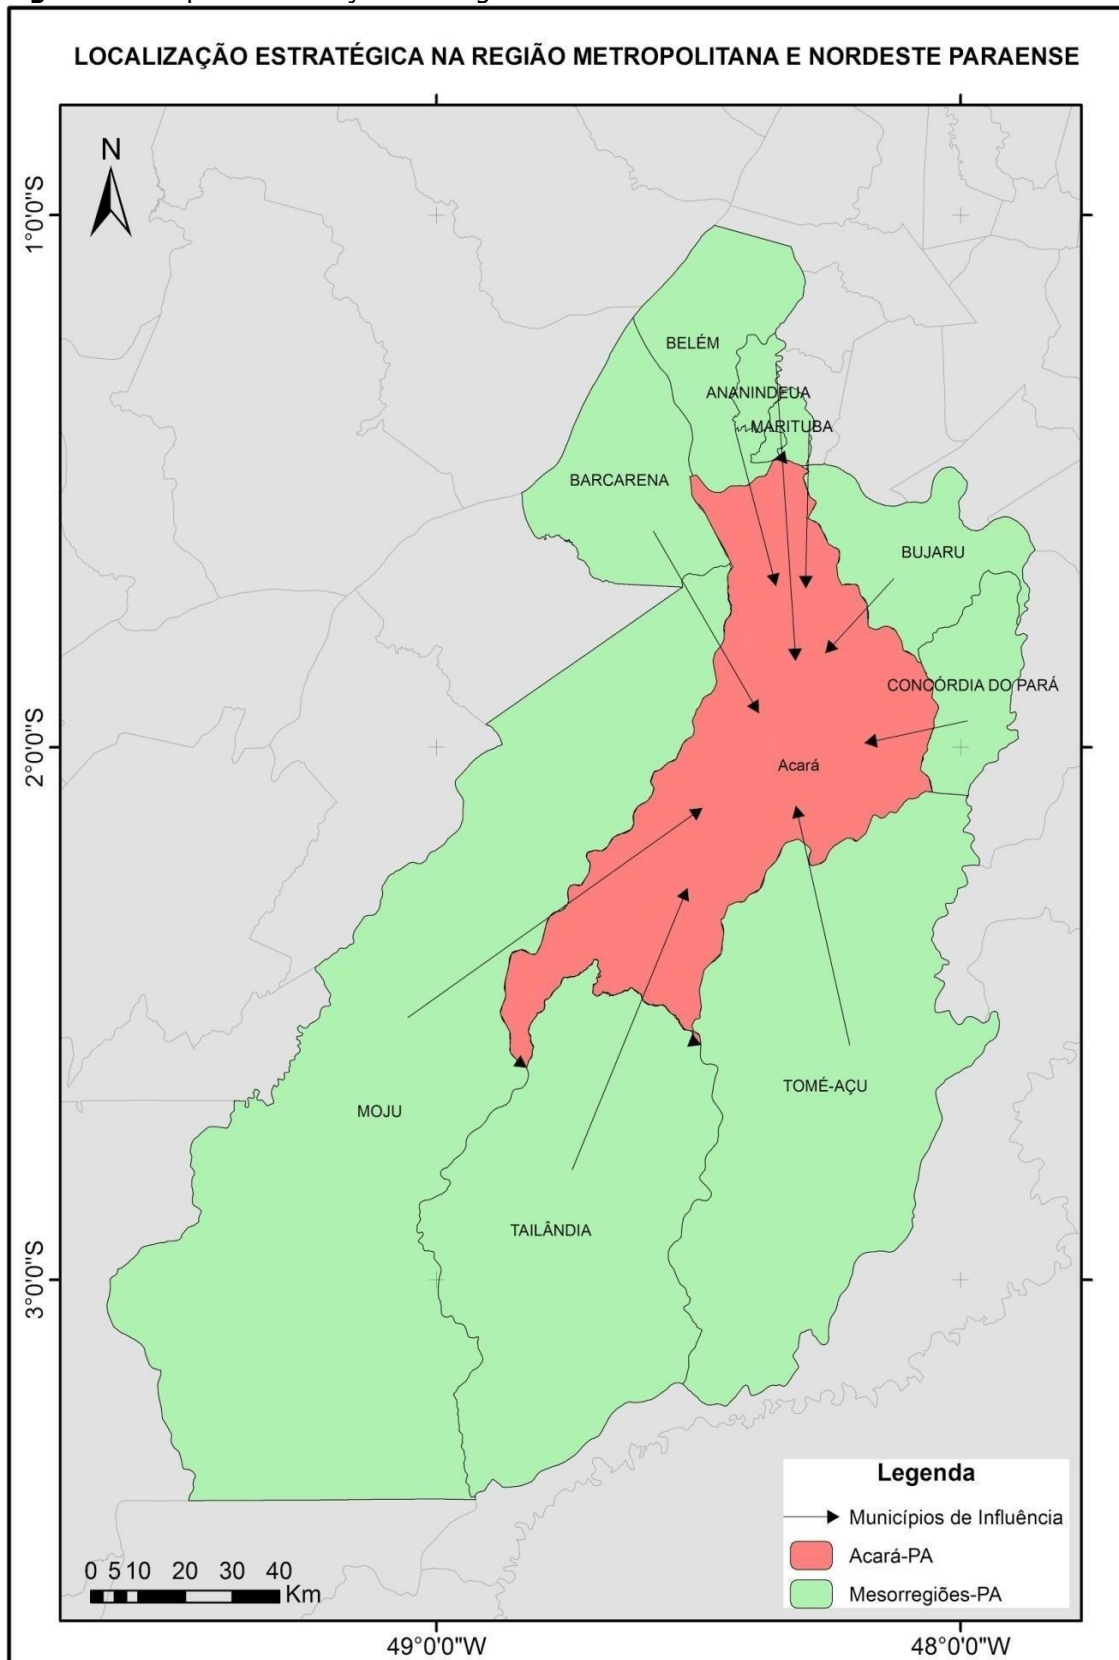 LOCALIZAÇÃO ESTRATÉGICA NA REGIÃO METROPOLITANA E NORDESTE PARAENSE
N
1°0'0"S
2°0'0"S
3°0'0"S
BELÉM
ANANINDEUA
MARITUBA
BARCARENA
BUJARU
CONCÓRDIA DO PARÁ
Acará
TOMÉ-AÇU
MOJU
TAILÂNDIA
Legenda
Municípios de Influência
Acará-PA
Mesorregiões-PA
0 5 10 20 30 40
Km
49°0'0"W
48°0'0"W